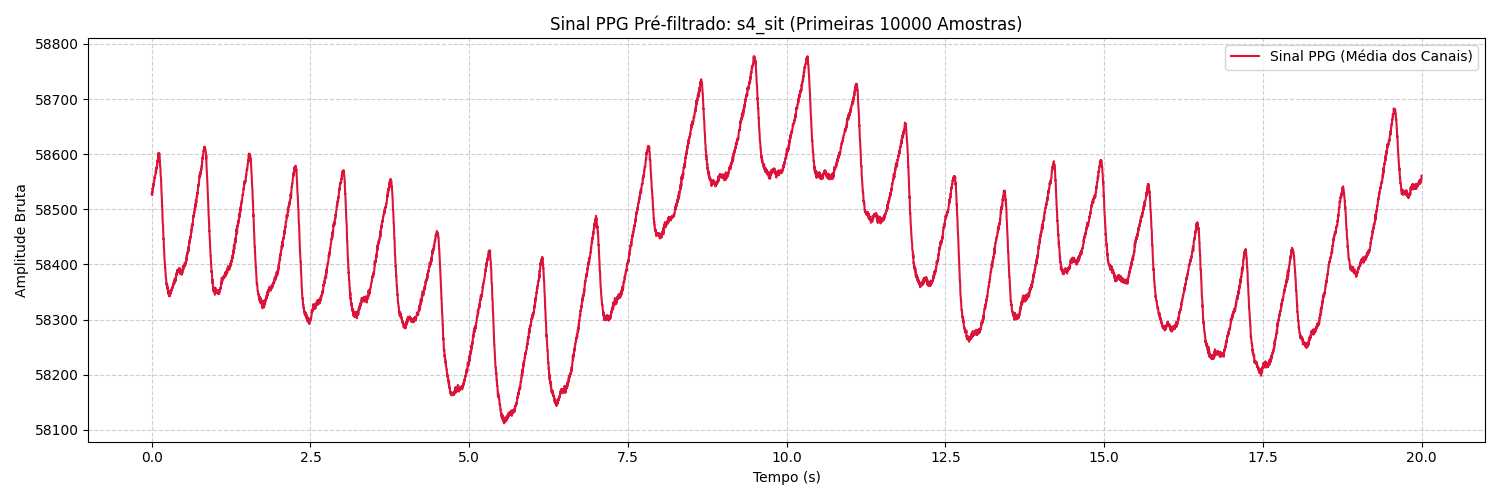 Sinal PPG Pré-filtrado: s4_sit (Primeiras 10000 Amostras)
Sinal PPG (Média dos Canais)
Amplitude Bruta
58800
58700
58600
58500
58400
58300
58200
58100
0.0 2.5 5.0 7.5 10.0 12.5 15.0 17.5 20.0
Tempo (s)